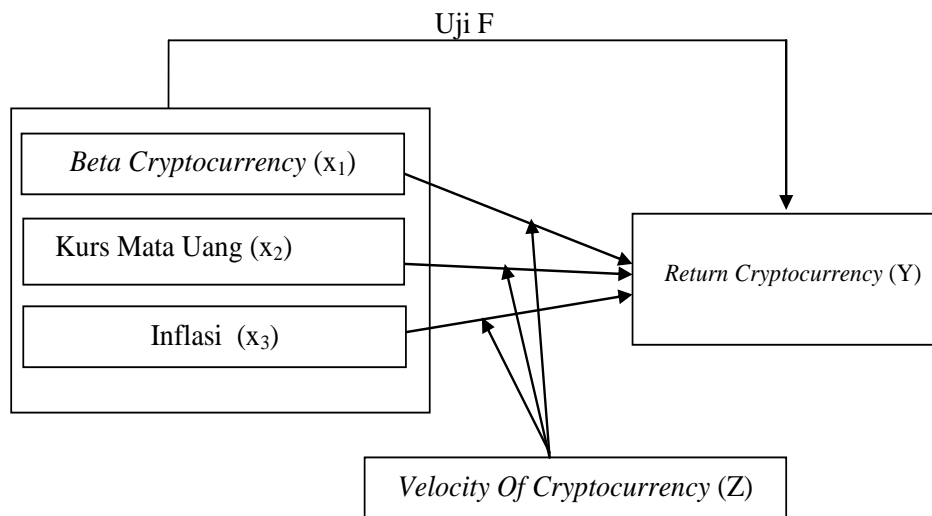 Uji F
Beta Cryptocurrency (x₁)
Kurs Mata Uang (x₂)
Return Cryptocurrency (Y)
Inflasi (x₃)
Velocity Of Cryptocurrency (Z)